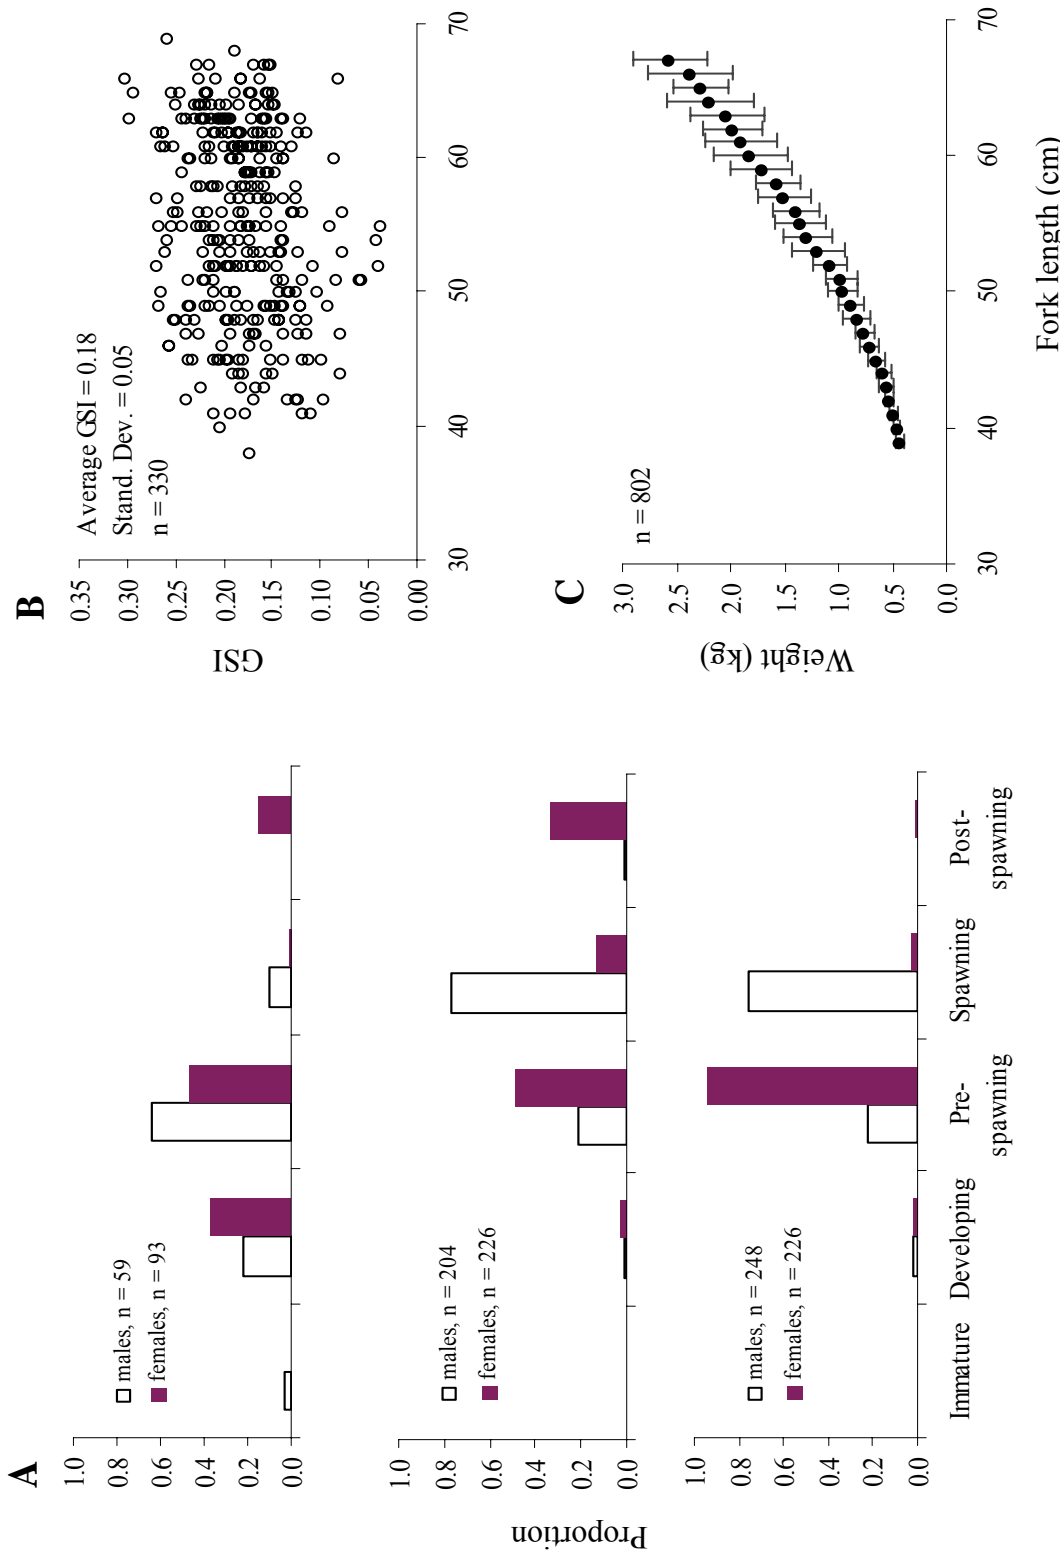 A
1.0
0.8
0.6
0.4
0.2
0.0
males, n = 59
females, n = 93
1.0
0.8
0.6
0.4
0.2
0.0
males, n = 204
females, n = 226
1.0
0.8
0.6
0.4
0.2
0.0
males, n = 248
females, n = 226
Proportion
Immature
Developing
Pre-
spawning
Spawning
Post-
spawning
B
0.35
0.30
0.25
0.20
0.15
0.10
0.05
0.00
GSI
Average GSI = 0.18
Stand. Dev. = 0.05
n = 330
30
40
50
60
70
C
3.0
2.5
2.0
1.5
1.0
0.5
0.0
Weight (kg)
n = 802
30
40
50
60
70
Fork length (cm)